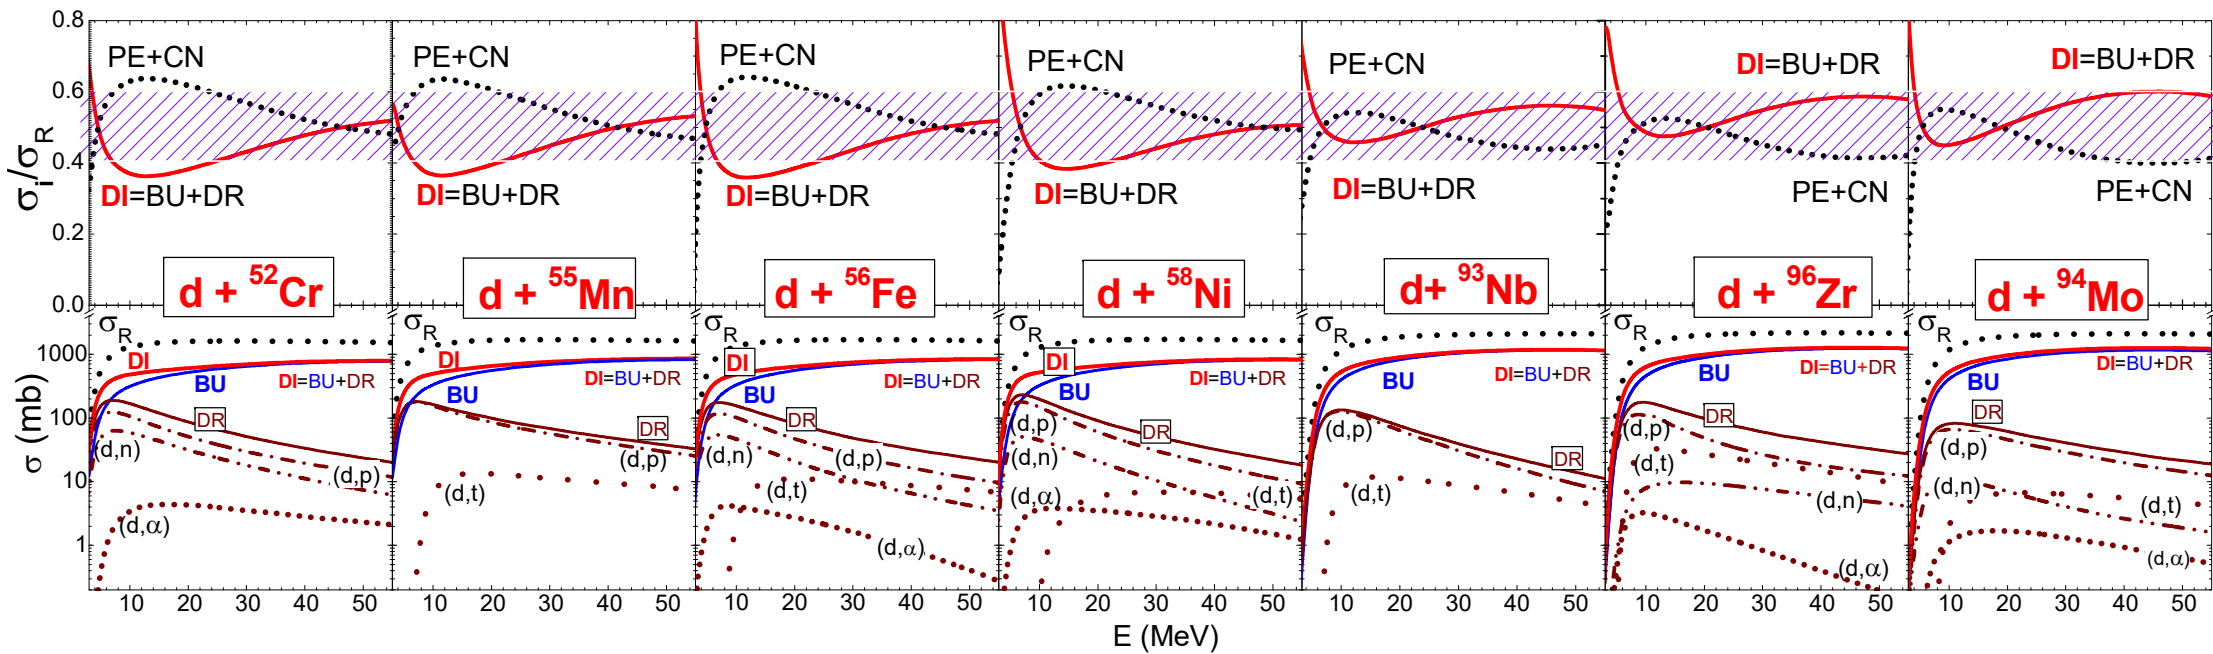 0.8
0.6
0.4
0.2
0.0
σi/σR
PE+CN
DI=BU+DR
d + 52Cr
PE+CN
DI=BU+DR
d + 55Mn
PE+CN
DI=BU+DR
d + 56Fe
PE+CN
DI=BU+DR
d + 58Ni
PE+CN
DI=BU+DR
d+ 93Nb
DI=BU+DR
PE+CN
d + 96Zr
DI=BU+DR
PE+CN
d + 94Mo
1000
100
10
1
σ (mb)
σR
DI
BU
DI=BU+DR
DR
(d,n)
(d,p)
(d,α)
10 20 30 40 50
σR
DI
BU
DI=BU+DR
DR
(d,p)
(d,t)
10 20 30 40 50
σR
DI
BU
DI=BU+DR
DR
(d,n)
(d,p)
(d,t)
(d,α)
10 20 30 40 50
σR
DI
BU
DI=BU+DR
(d,p)
DR
(d,n)
(d,α)
(d,t)
10 20 30 40 50
σR
BU
DI=BU+DR
(d,p)
DR
(d,t)
10 20 30 40 50
σR
BU
DI=BU+DR
DR
(d,p)
(d,t)
(d,n)
(d,α)
10 20 30 40 50
σR
BU
DI=BU+DR
DR
(d,p)
(d,n)
(d,t)
(d,α)
10 20 30 40 50
E (MeV)